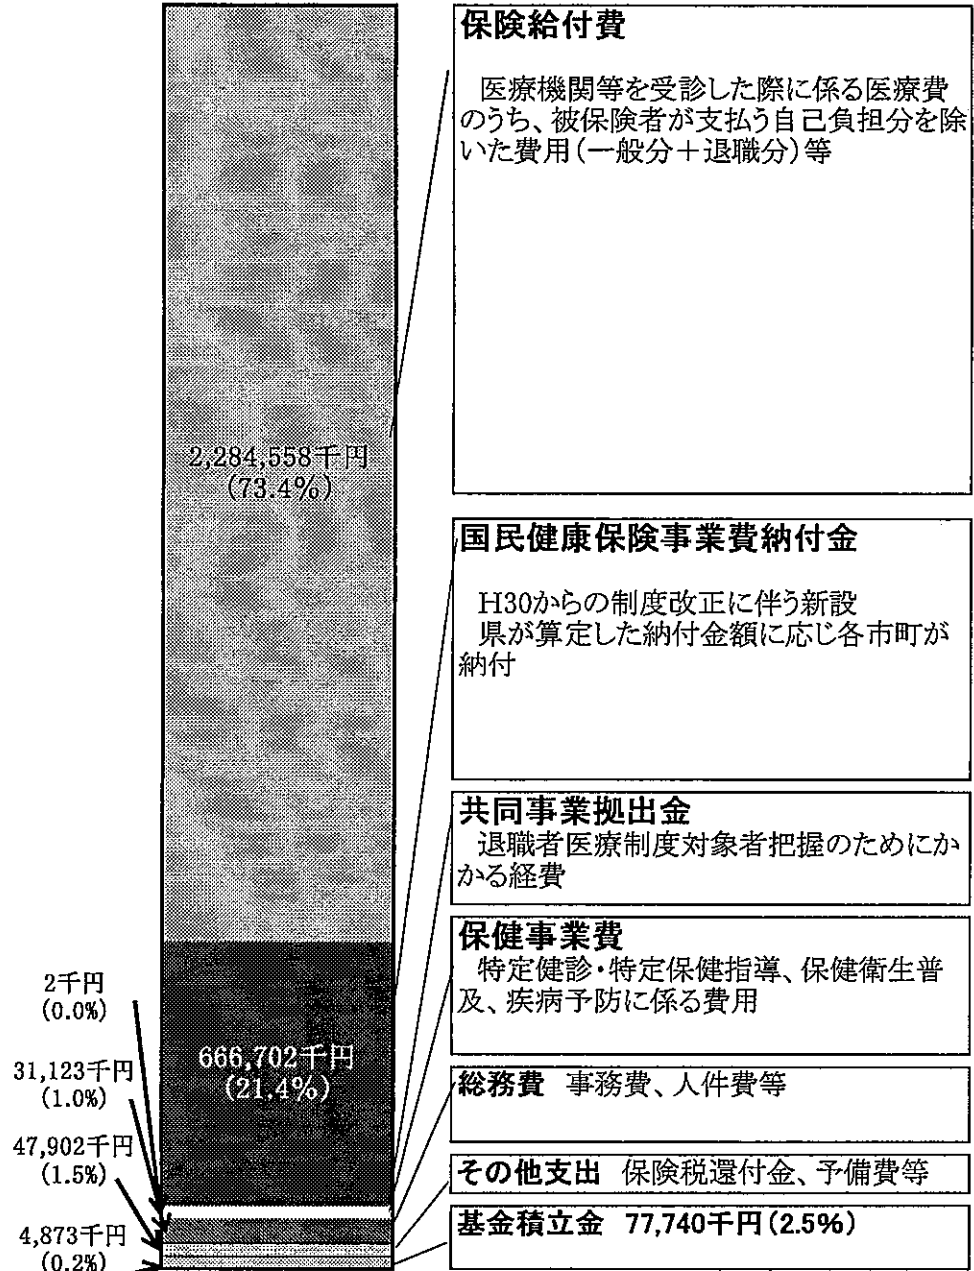 保険給付費
医療機関等を受診した際に係る医療費
のうち、被保険者が支払う自己負担分を除
いた費用(一般分+退職分)等
2,284,558千円
(73.4%)
国民健康保険事業費納付金
H30からの制度改正に伴う新設
県が算定した納付金額に応じ各市町が
納付
共同事業拠出金
退職者医療制度対象者把握のためにか
かる経費
保健事業費
特定健診・特定保健指導、保健衛生普
及、疾病予防に係る費用
2千円
(0.0%)
666,702千円
(21.4%)
31,123千円
(1.0%)
総務費 事務費、人件費等
47,902千円
(1.5%)
その他支出 保険税還付金、予備費等
基金積立金 77,740千円(2.5%)
4,873千円
(0.2%)